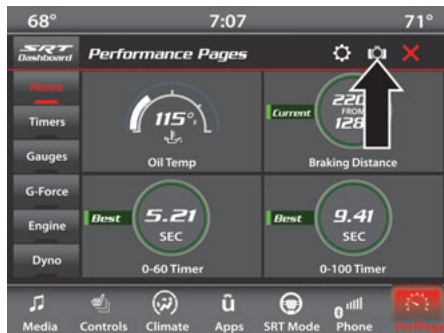 68° 7:07 71°
SRT
Dashboard
Performance Pages
Home
Timers
Gauges
G-Force
Engine
Dyno
115°
Oil Temp
Current
220
FROM
128
Braking Distance
Best
5.21
SEC
0-60 Timer
Best
9.41
SEC
0-100 Timer
Media Controls Climate Apps SRT Mode Phone